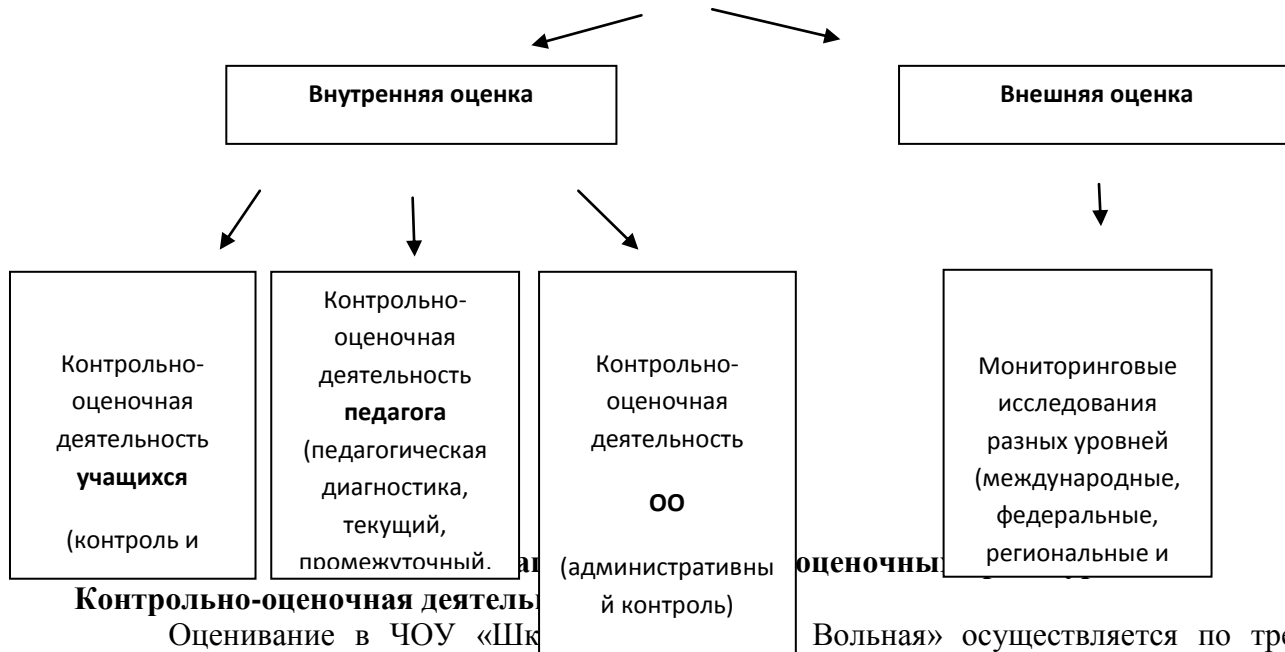 Внутренняя оценка
Внешняя оценка
Контрольно-
оценочная
деятельность
учащихся
(контроль и
Контрольно-
оценочная
деятельность
педагога
(педагогическая
диагностика,
текущий,
промежуточный,
Контрольно-
оценочная
деятельность
ОО
(административны
й контроль)
Мониторинговые
исследования
разных уровней
(международные,
федеральные,
региональные и
оценочны
Контрольно-оценочная деятель
Оценивание в ЧОУ «Шк Вольная» осуществляется по тре